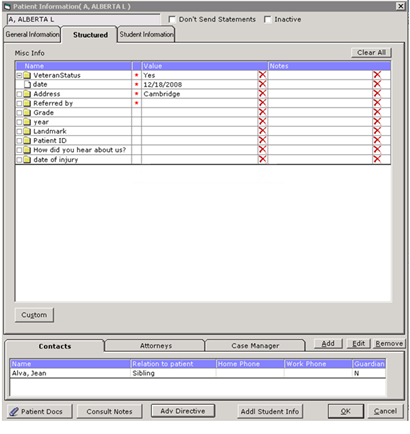 Patient Information( A, ALBERTA L )
A, ALBERTA L Don't Send Statements Inactive
General Information Structured Student Information
Misc Info Clear All
Name Value Notes
VeteranStatus * Yes X X
date * 12/18/2008 X X
Address * Cambridge X X
Referred by * X X
Grade X X
year X X
Landmark X X
Patient ID X X
How did you hear about us? X X
date of injury X X
Custom
Contacts Attorneys Case Manager Add Edit Remove
Name Relation to patient Home Phone Work Phone Guardian
Alva, Jean Sibling N
Patient Docs Consult Notes Adv Directive Addl Student Info OK Cancel